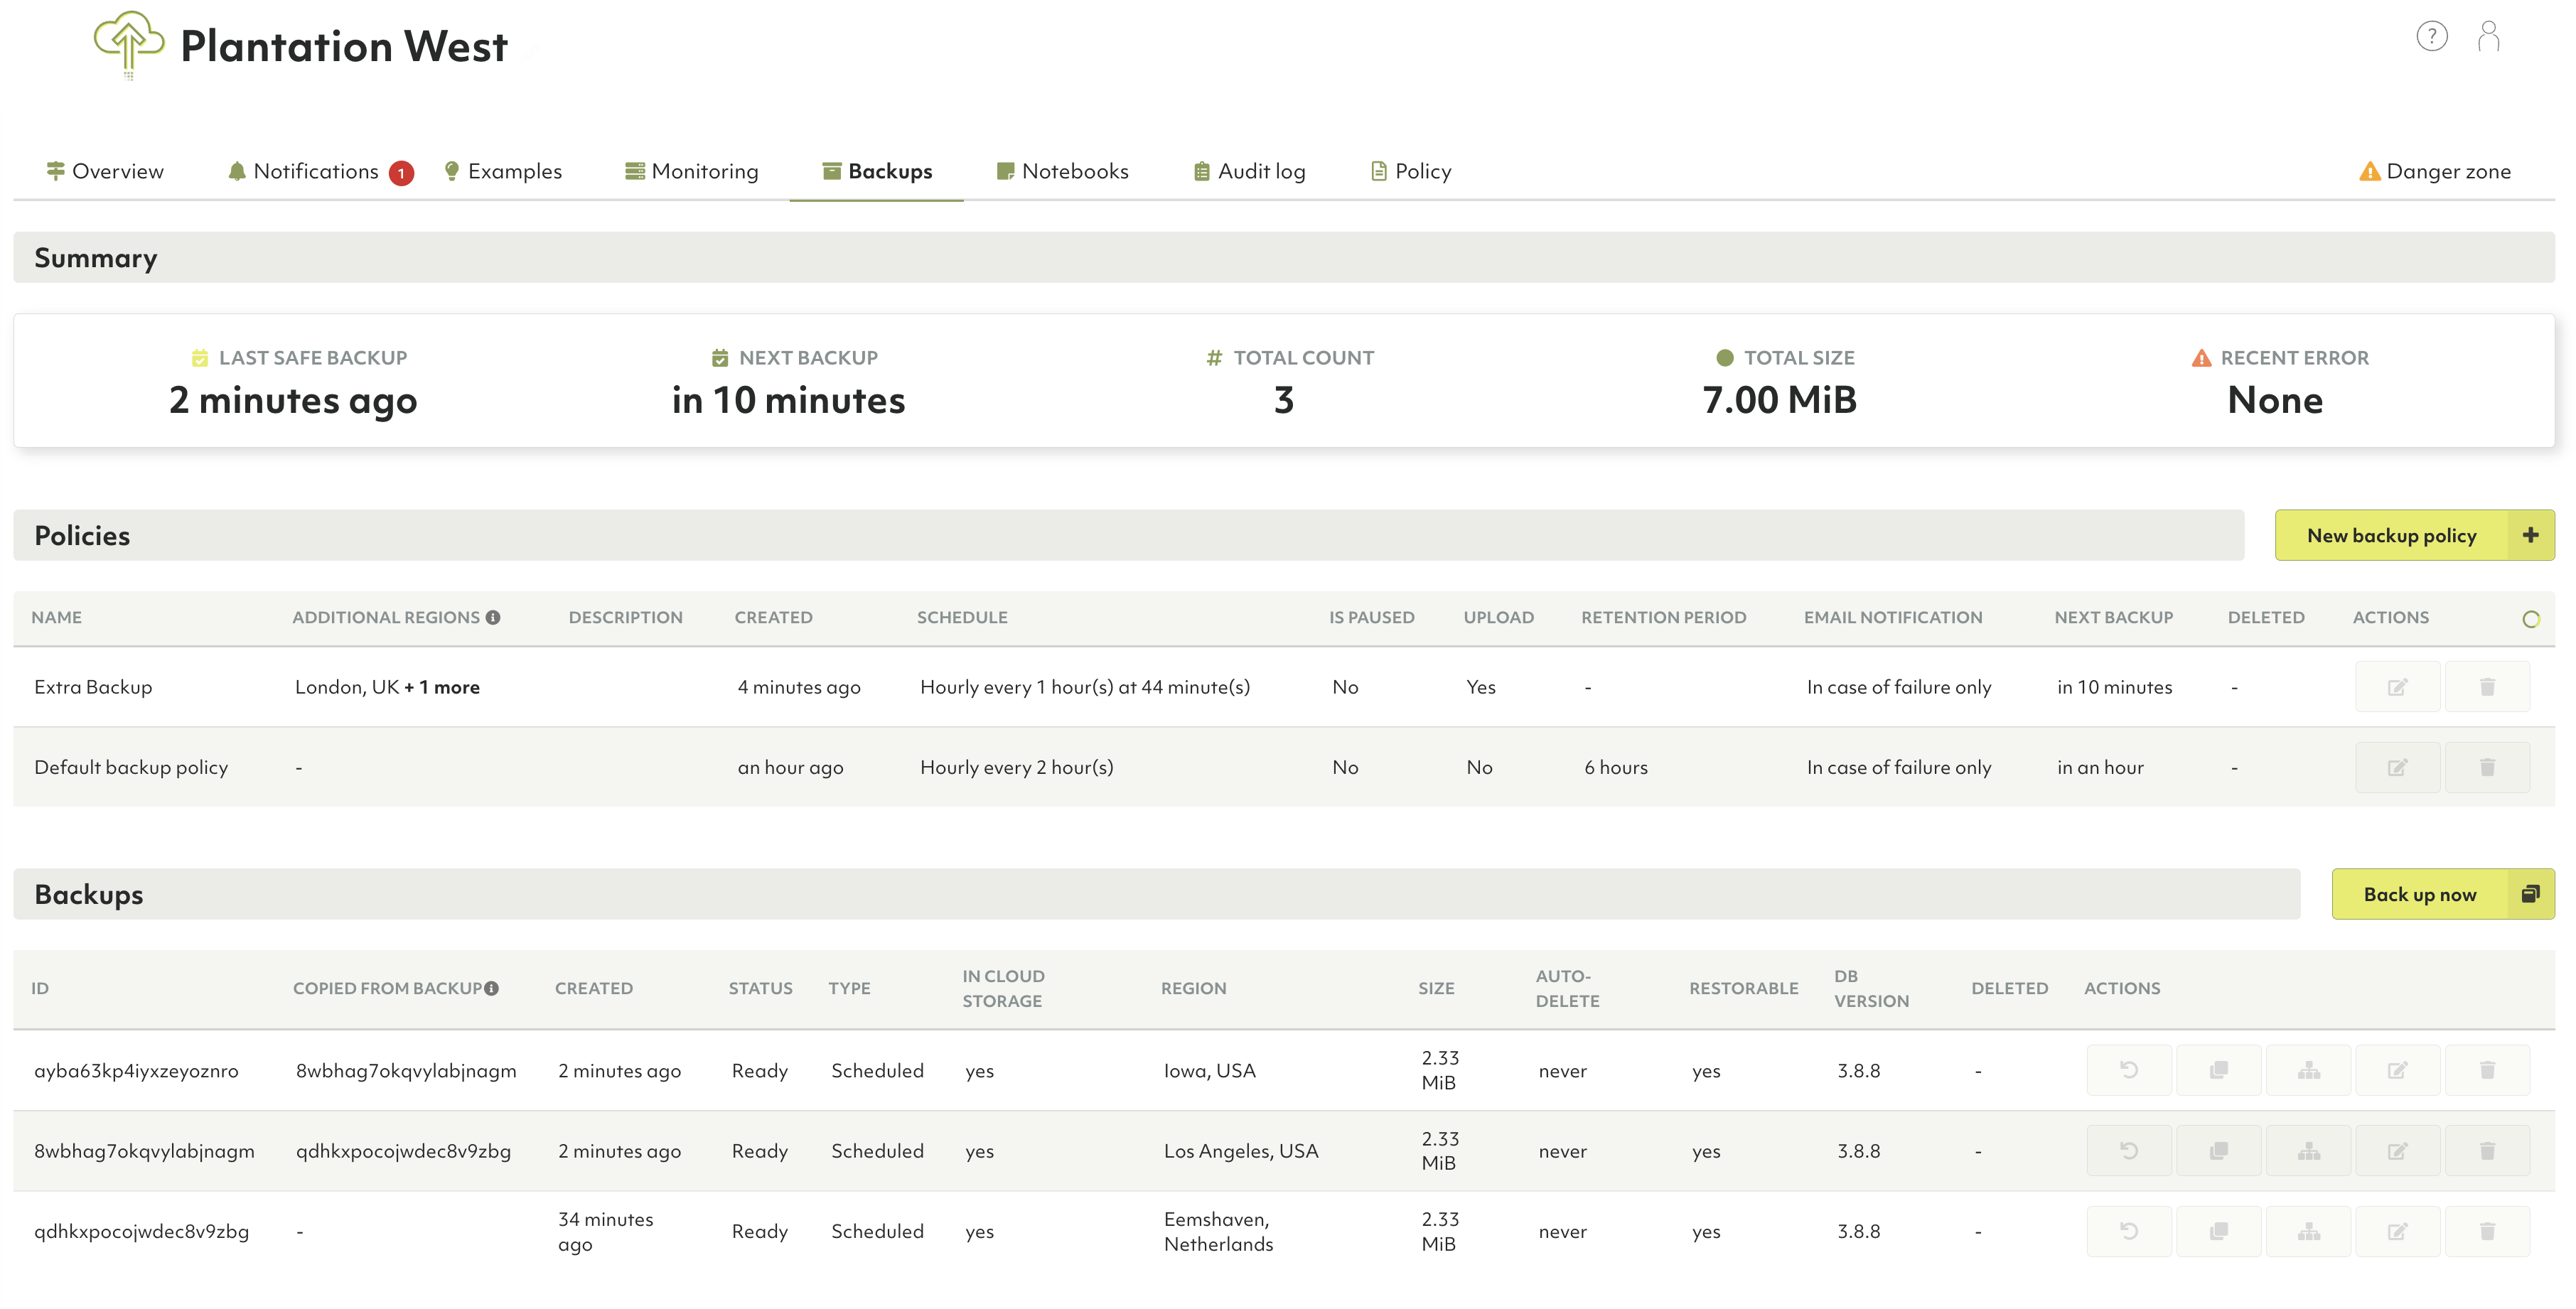 Plantation West
?
Overview Notifications 1 Examples Monitoring Backups Notebooks Audit log Policy Danger zone
Summary
LAST SAFE BACKUP NEXT BACKUP # TOTAL COUNT TOTAL SIZE RECENT ERROR
2 minutes ago in 10 minutes 3 7.00 MiB None
Policies New backup policy +
NAME ADDITIONAL REGIONS i DESCRIPTION CREATED SCHEDULE IS PAUSED UPLOAD RETENTION PERIOD EMAIL NOTIFICATION NEXT BACKUP DELETED ACTIONS
Extra Backup London, UK + 1 more 4 minutes ago Hourly every 1 hour(s) at 44 minute(s) No Yes - In case of failure only in 10 minutes -
Default backup policy - an hour ago Hourly every 2 hour(s) No No 6 hours In case of failure only in an hour -
Backups Back up now
ID COPIED FROM BACKUP i CREATED STATUS TYPE IN CLOUD STORAGE REGION SIZE AUTO-DELETE RESTORABLE DB VERSION DELETED ACTIONS
ayba63kp4iyxzeyoznro 8wbhag7okqvylabjnagm 2 minutes ago Ready Scheduled yes Iowa, USA 2.33 MiB never yes 3.8.8 -
8wbhag7okqvylabjnagm qdhkxpocojwdec8v9zbg 2 minutes ago Ready Scheduled yes Los Angeles, USA 2.33 MiB never yes 3.8.8 -
qdhkxpocojwdec8v9zbg - 34 minutes ago Ready Scheduled yes Eemshaven, Netherlands 2.33 MiB never yes 3.8.8 -